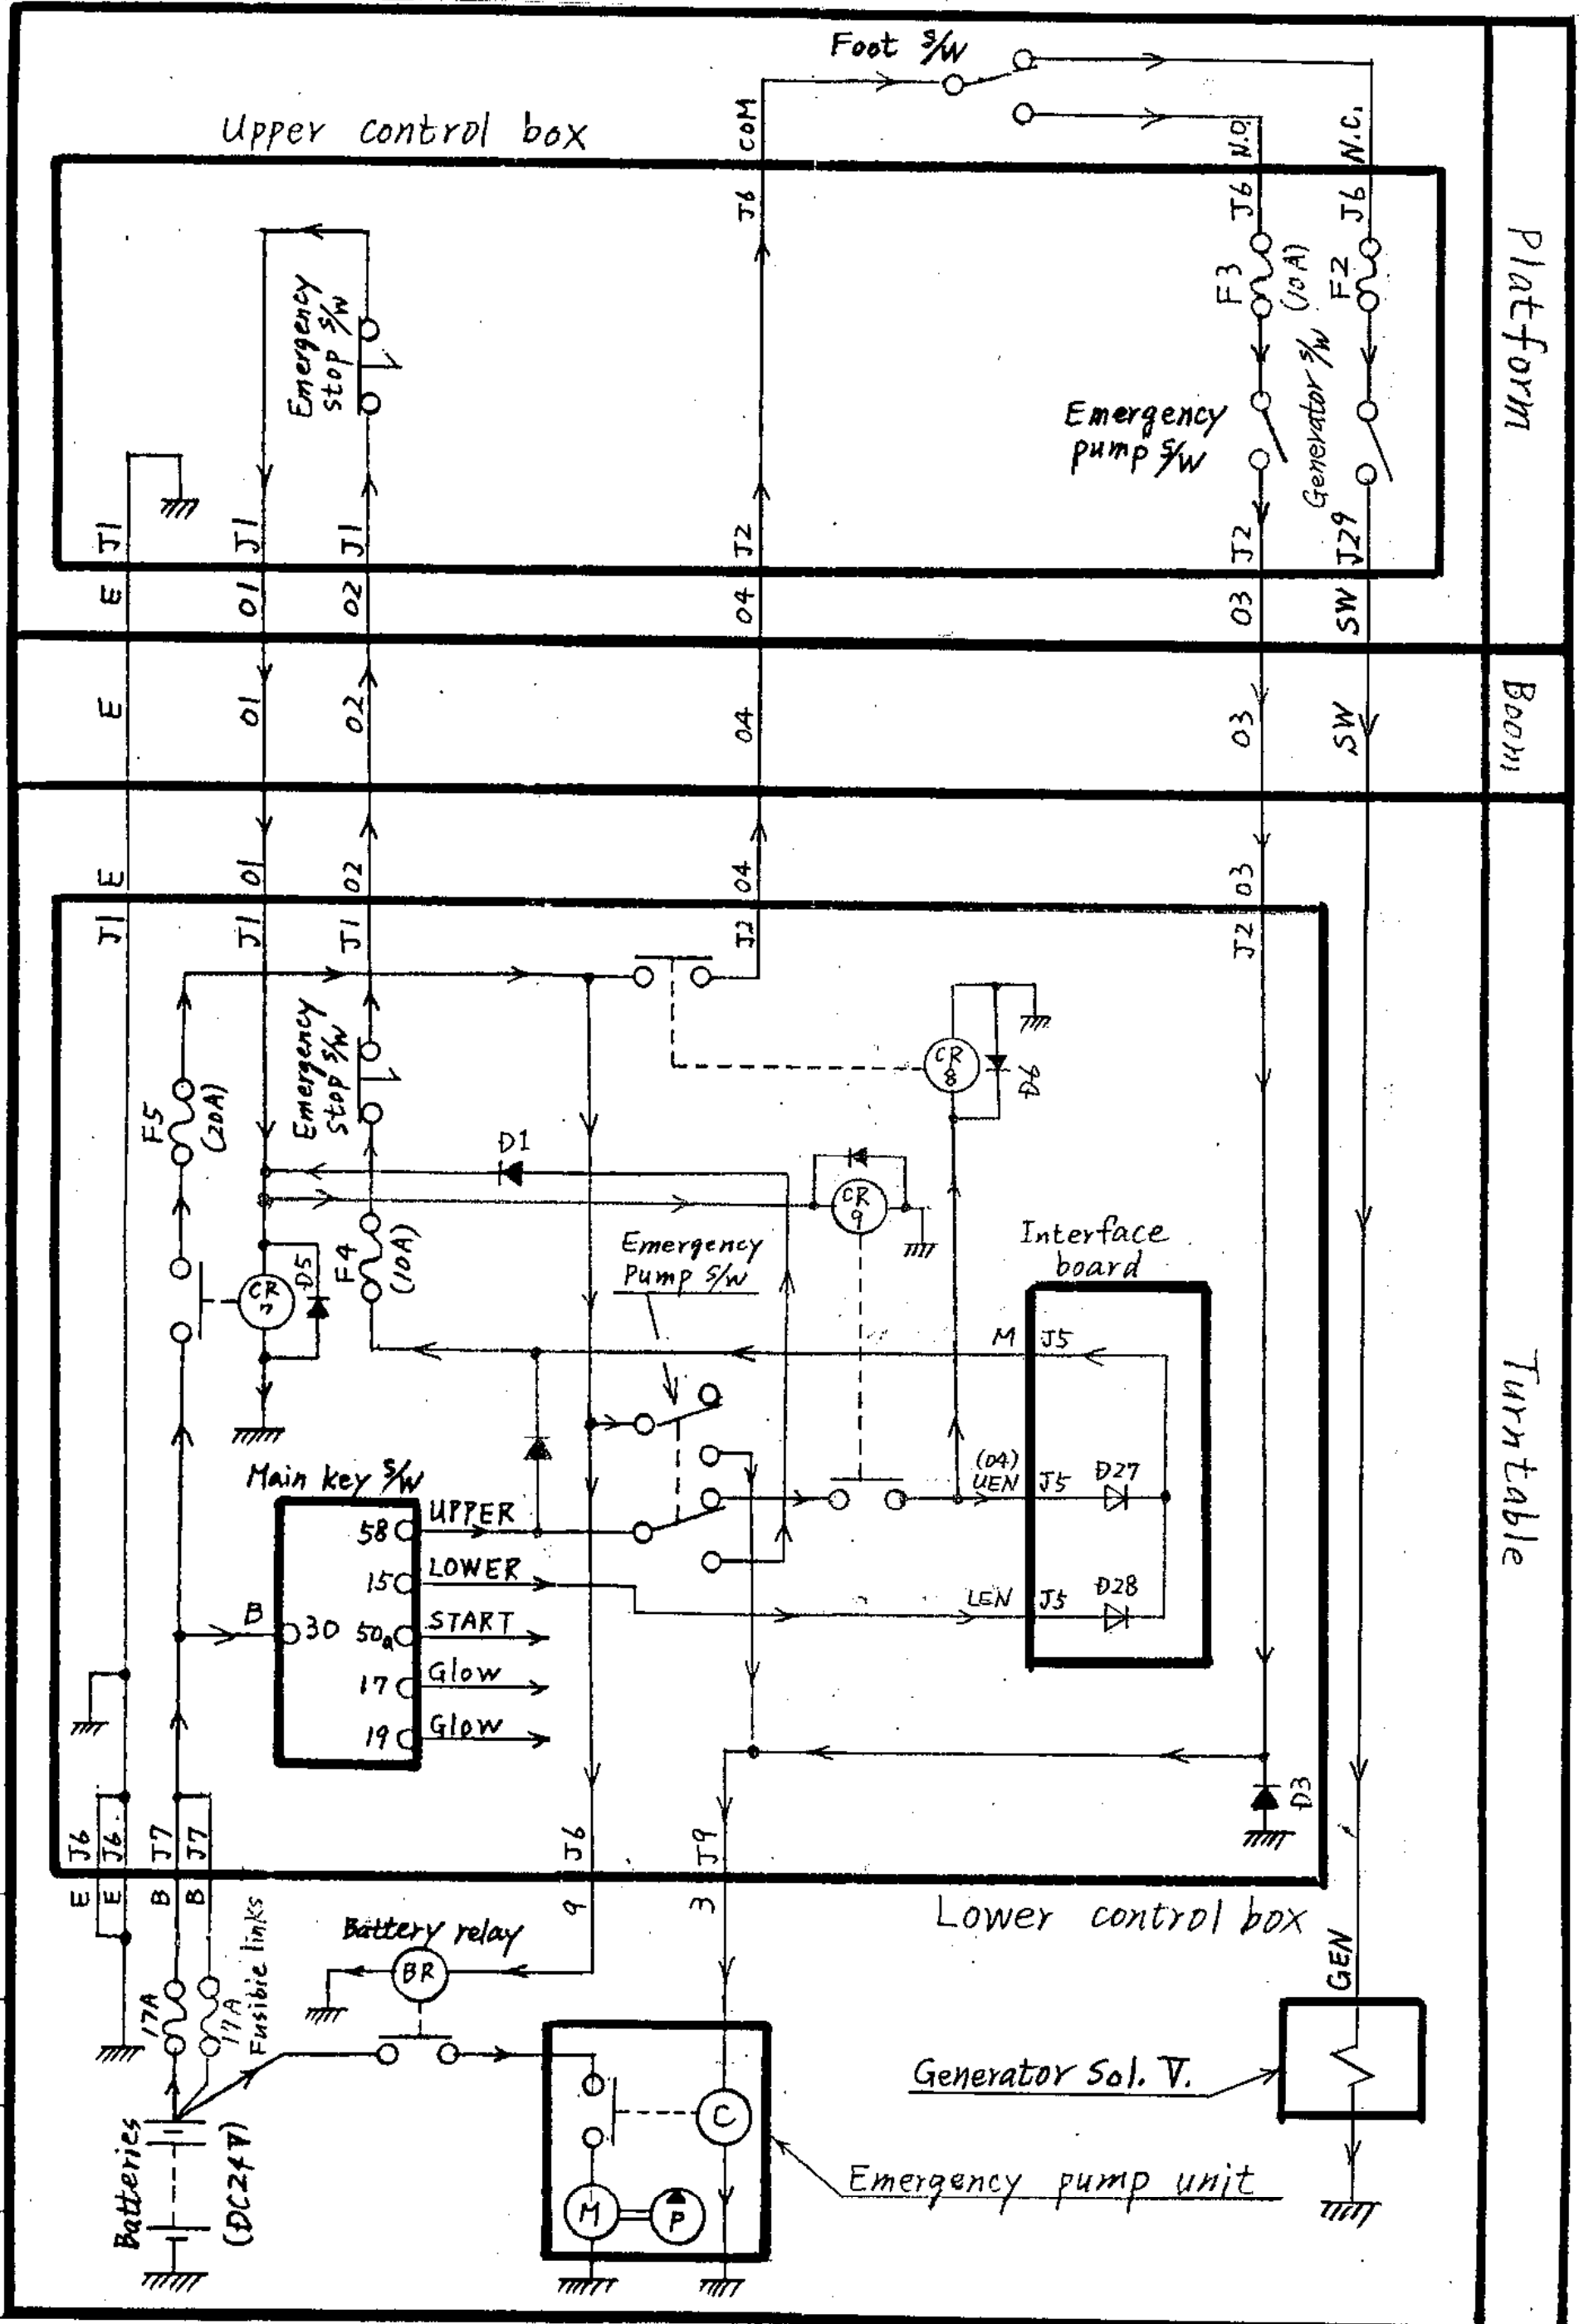 Foot S/W
Upper control box
COM
N.O.
N.C.
J6
J6
J6
Platform
Emergency
stop S/W
F3
(10A)
F2
Generator S/W
Emergency
pump S/W
J1
J1
J1
J2
J2
J29
E
01
02
04
03
SW
E
01
02
04
03
SW
Boom
E
01
02
04
03
J1
J1
J1
J2
J2
F5
(20A)
Emergency
stop S/W
CR
8
D6
D1
CR
9
Emergency
Pump S/W
Interface
board
CR
7
D5
F4
(10A)
M
J5
Turntable
Main key S/W
58
UPPER
(04)
UEN
J5
D27
15
LOWER
LEN
J5
D28
B
30
50a
START
17
Glow
19
Glow
D3
J6
J6
J7
J7
J6
J9
E
E
B
B
9
3
Lower control box
Fusible links
17A
17A
Battery relay
BR
GEN
Generator Sol. V.
Batteries
(DC24V)
C
M
P
Emergency pump unit